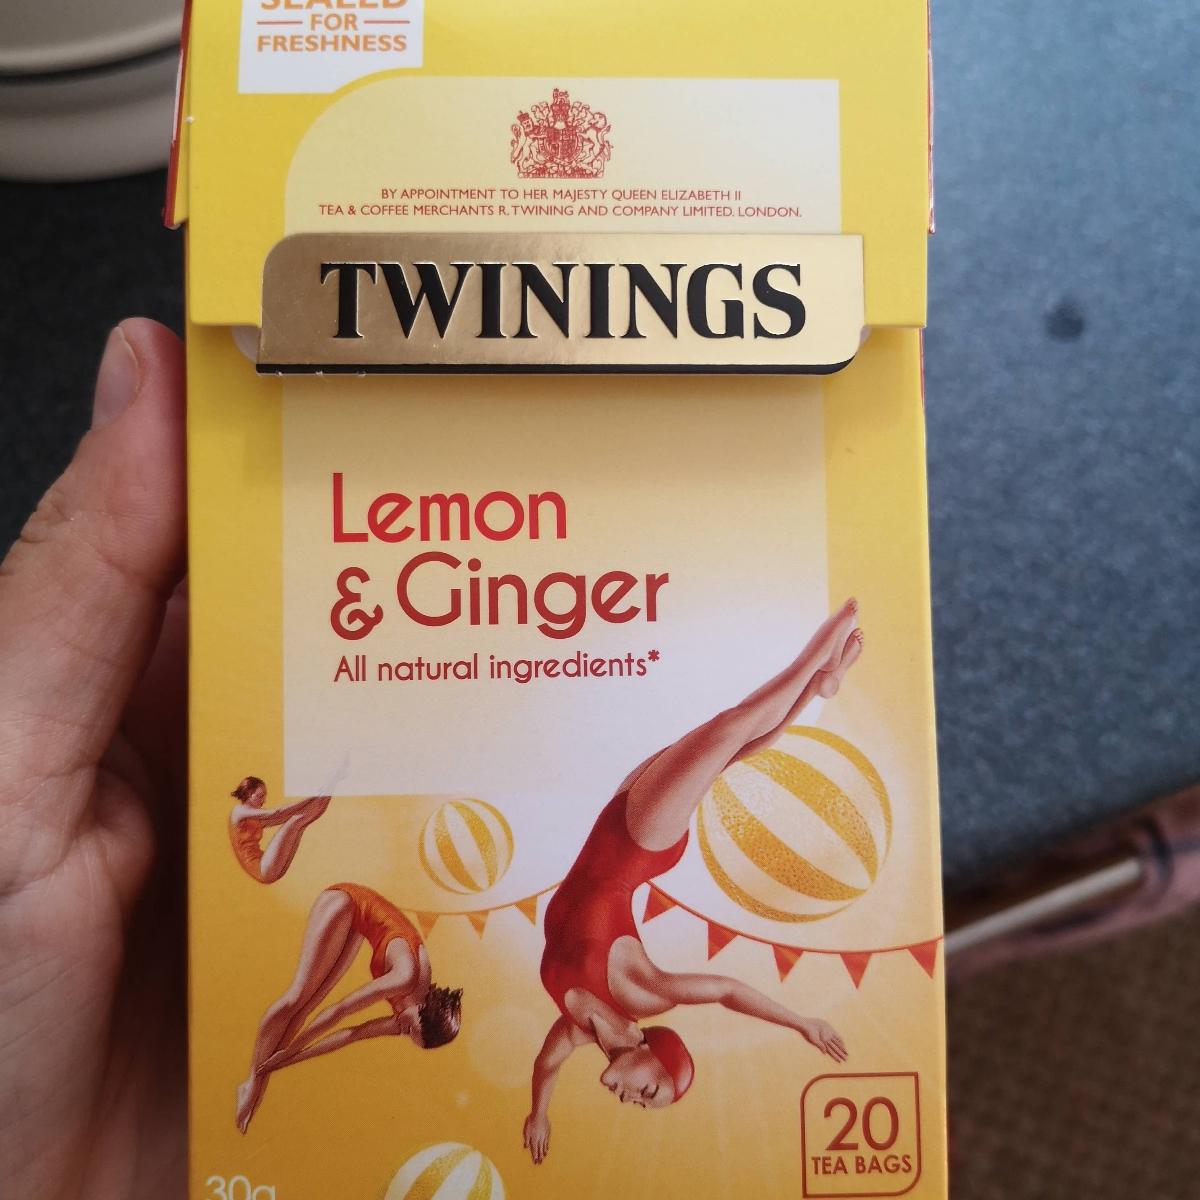 SEALED
FOR
FRESHNESS
BY APPOINTMENT TO HER MAJESTY QUEEN ELIZABETH II
TEA & COFFEE MERCHANTS R. TWINING AND COMPANY LIMITED. LONDON.
TWININGS
Lemon
& Ginger
All natural ingredients*
20
TEA BAGS
30g